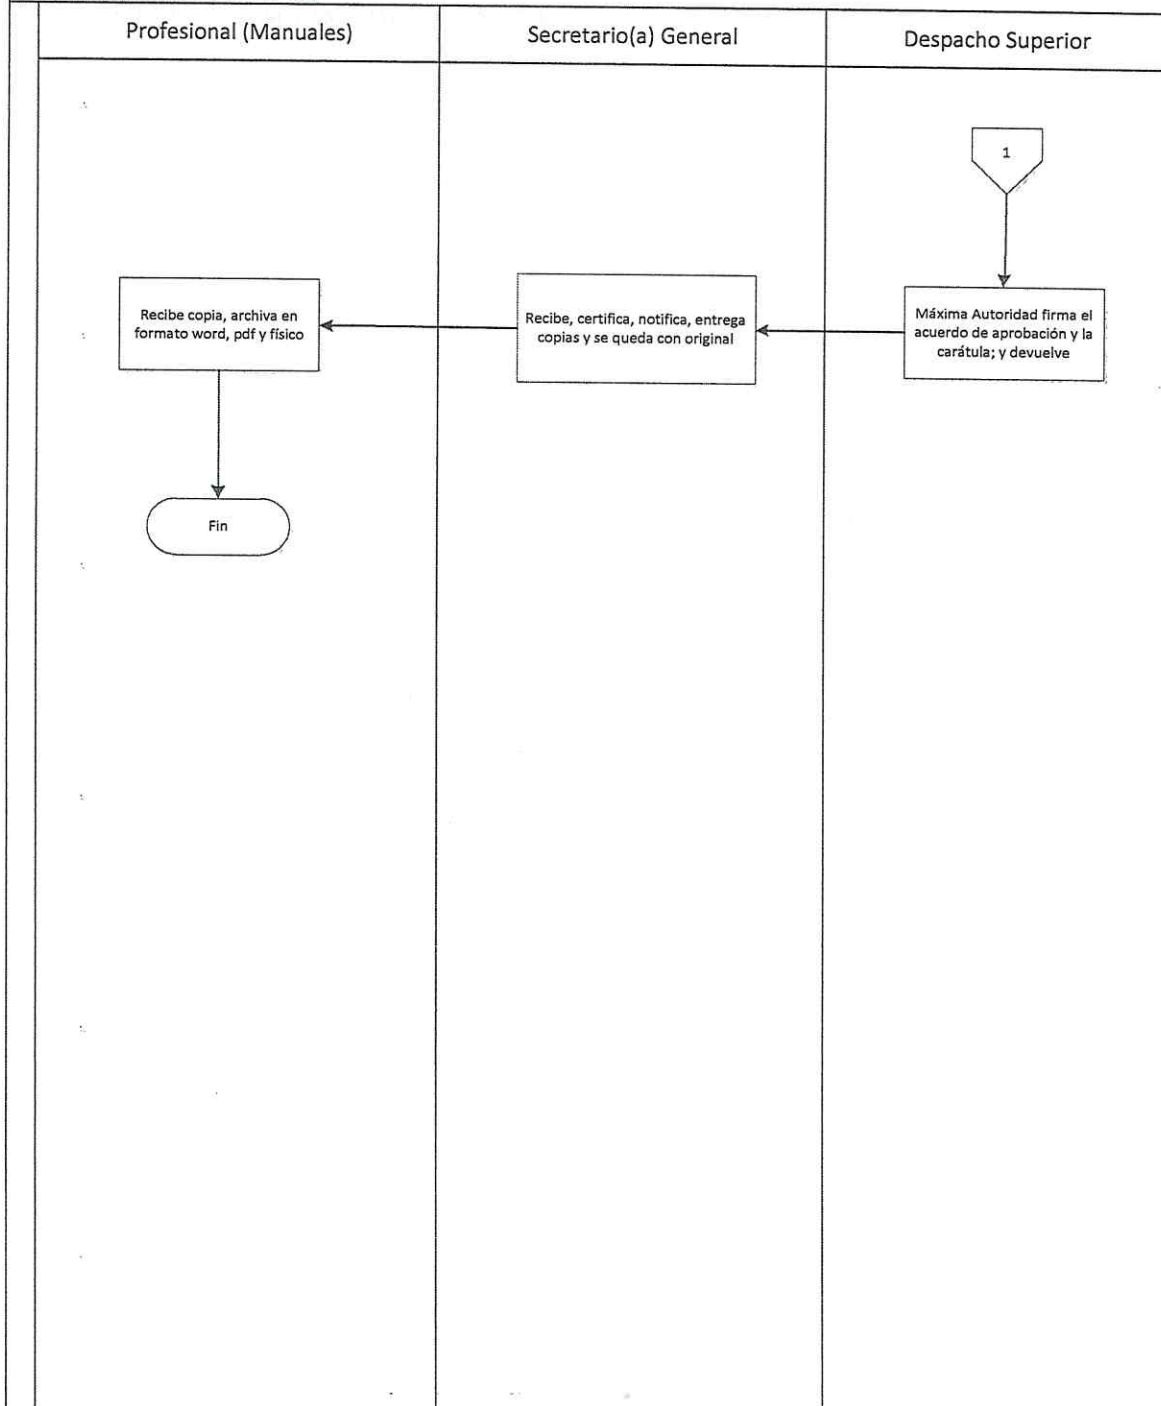 Profesional (Manuales)
Secretario(a) General
Despacho Superior
1
Recibe copia, archiva en
formato word, pdf y físico
Recibe, certifica, notifica, entrega
copias y se queda con original
Máxima Autoridad firma el
acuerdo de aprobación y la
carátula; y devuelve
Fin